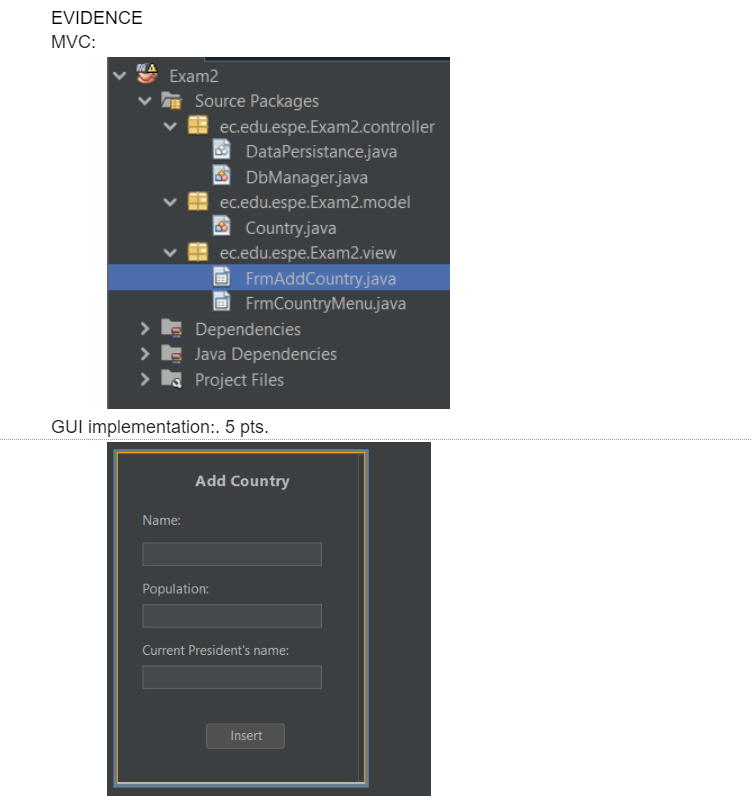 EVIDENCE
MVC:
Exam2
Source Packages
ec.edu.espe.Exam2.controller
DataPersistance.java
DbManager.java
ec.edu.espe.Exam2.model
Country.java
ec.edu.espe.Exam2.view
FrmAddCountry.java
FrmCountryMenu.java
Dependencies
Java Dependencies
Project Files
GUI implementation:. 5 pts.
Add Country
Name:
Population:
Current President's name:
Insert